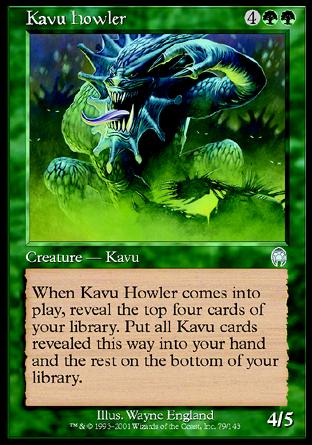 Kavu Howler 4
Creature — Kavu
When Kavu Howler comes into
play, reveal the top four cards of
your library. Put all Kavu cards
revealed this way into your hand
and the rest on the bottom of your
library.
Illus. Wayne England
™ & © 1993-2001 Wizards of the Coast, Inc. 79/143
4/5